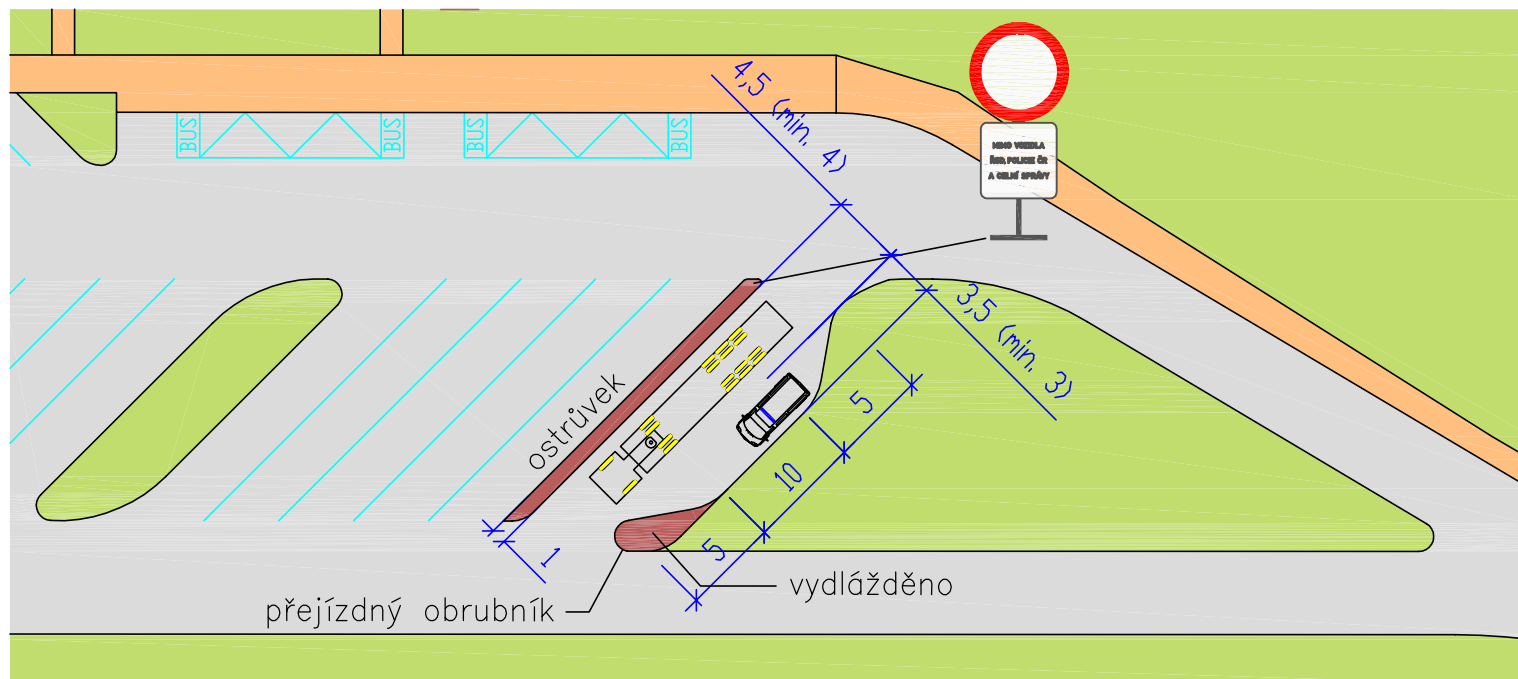 BUS
BUS
BUS
BUS
4,5 (min. 4)
MIMO VOZIDLA
ŘSD, POLICIE ČR
A CELNÍ SPRÁVY
3,5 (min. 3)
ostrůvek
5
10
5
1
vydlážděno
přejízdný obrubník